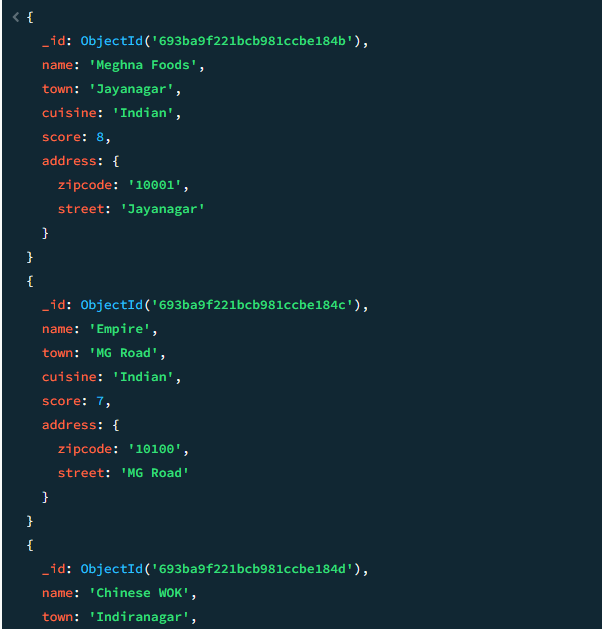 {
_id: ObjectId('693ba9f221bcb981ccbe184b'),
name: 'Meghna Foods',
town: 'Jayanagar',
cuisine: 'Indian',
score: 8,
address: {
zipcode: '10001',
street: 'Jayanagar'
}
}
{
_id: ObjectId('693ba9f221bcb981ccbe184c'),
name: 'Empire',
town: 'MG Road',
cuisine: 'Indian',
score: 7,
address: {
zipcode: '10100',
street: 'MG Road'
}
}
{
_id: ObjectId('693ba9f221bcb981ccbe184d'),
name: 'Chinese WOK',
town: 'Indiranagar',